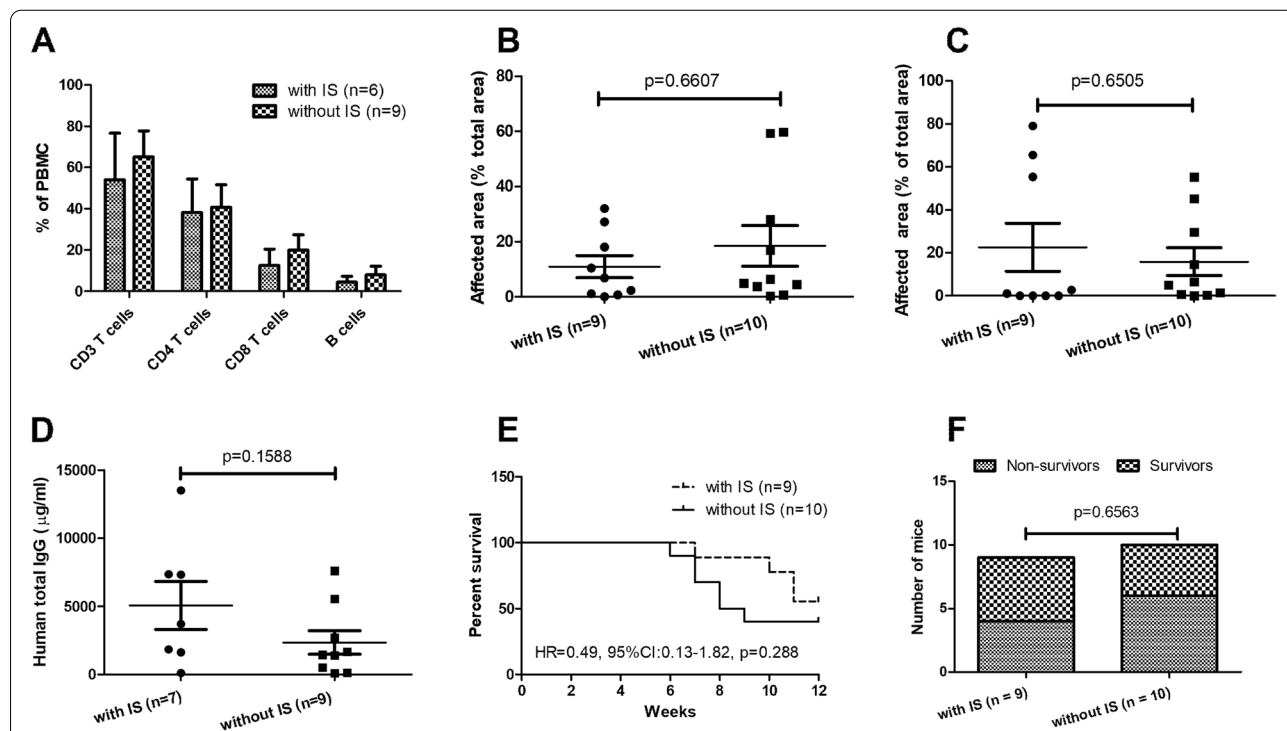 A
with IS (n=6)
without IS (n=9)
% of PBMC
100
80
60
40
20
0
CD3 T cells
CD4 T cells
CD8 T cells
B cells
B
p=0.6607
Affected area (% total area)
80
60
40
20
0
with IS (n=9)
without IS (n=10)
C
p=0.6505
Affected area (% of total area)
100
80
60
40
20
0
with IS (n=9)
without IS (n=10)
D
p=0.1588
Human total IgG (µg/ml)
15000
10000
5000
0
with IS (n=7)
without IS (n=9)
E
with IS (n=9)
without IS (n=10)
Percent survival
150
100
50
0
HR=0.49, 95%CI:0.13-1.82, p=0.288
0 2 4 6 8 10 12
Weeks
F
Non-survivors
Survivors
p=0.6563
Number of mice
15
10
5
0
with IS (n = 9)
without IS (n = 10)